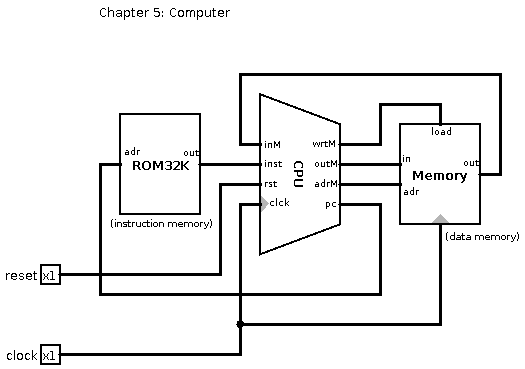 Chapter 5: Computer
load
inM
wrtM
adr
out
in
inst
outM
out
ROM32K
CPU
Memory
rst
adrM
adr
clck
pc
(instruction memory)
(data memory)
reset x1
clock x1